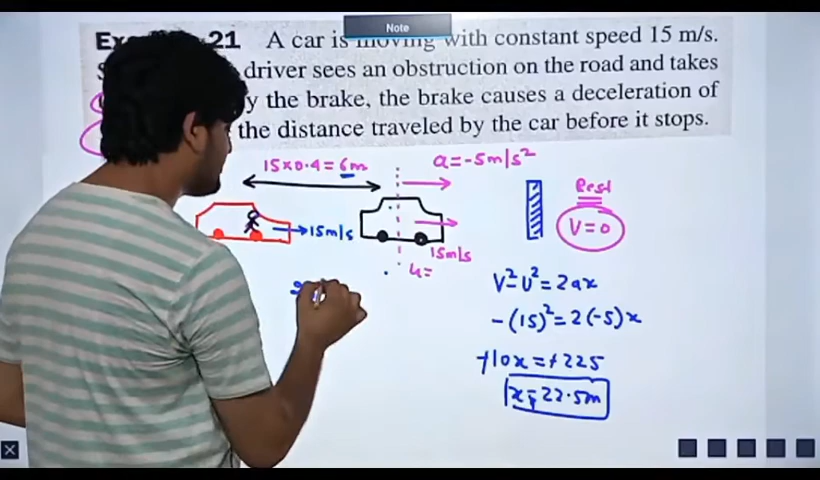 Note
21 A car is moving with constant speed 15 m/s.
driver sees an obstruction on the road and takes
the brake, the brake causes a deceleration of
the distance traveled by the car before it stops.
15×0.4=6m
a=-5m/s²
Rest
V=0
→15m/s
15m/s
u=
V²-u²=2ax
-(15)²=2(-5)x
+10x=+225
x=22.5m